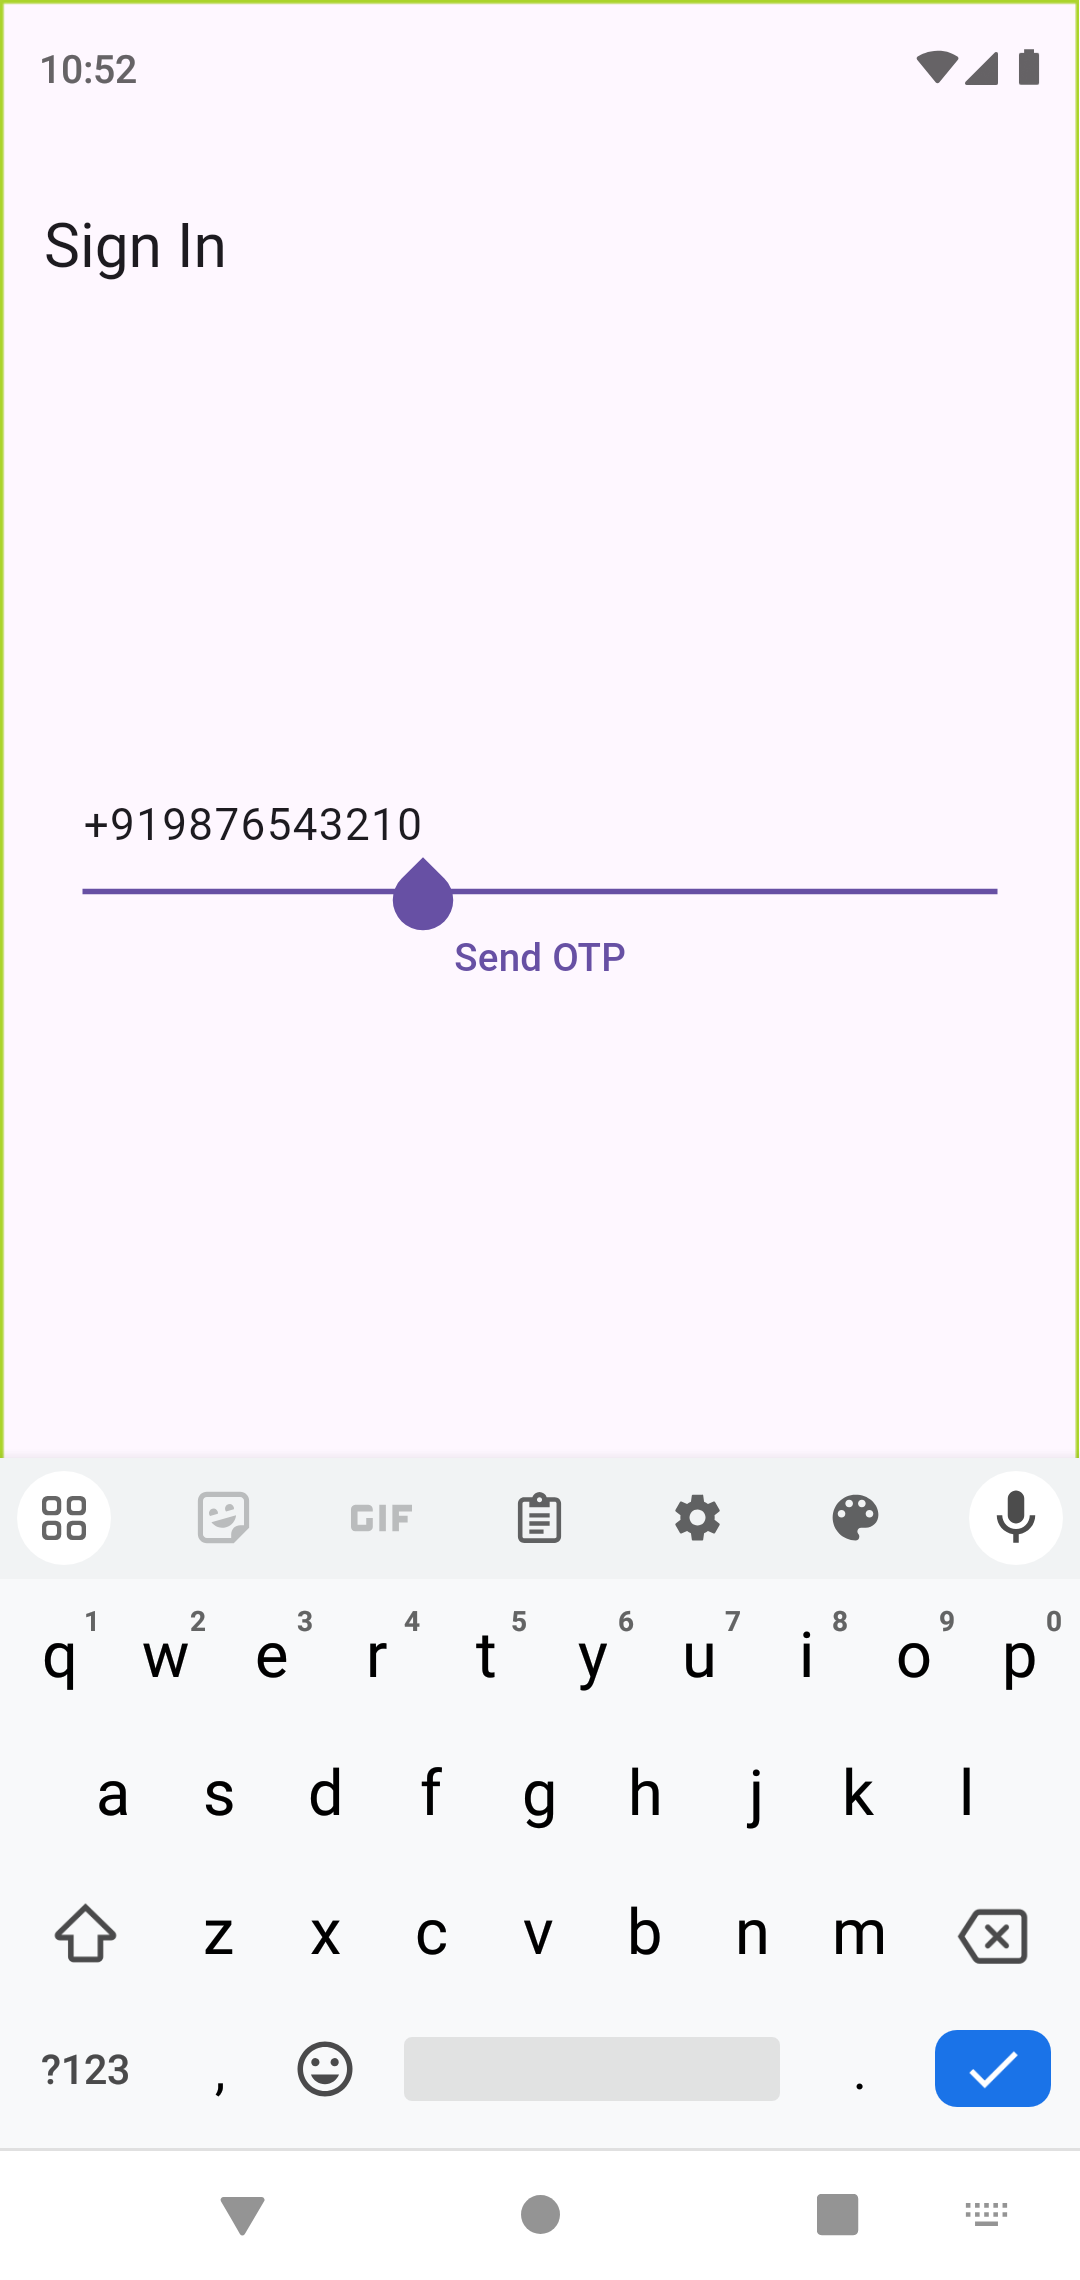 10:52
Sign In
+919876543210
Send OTP
GIF
1 2 3 4 5 6 7 8 9 0
q w e r t y u i o p
a s d f g h j k l
z x c v b n m
?123 , .